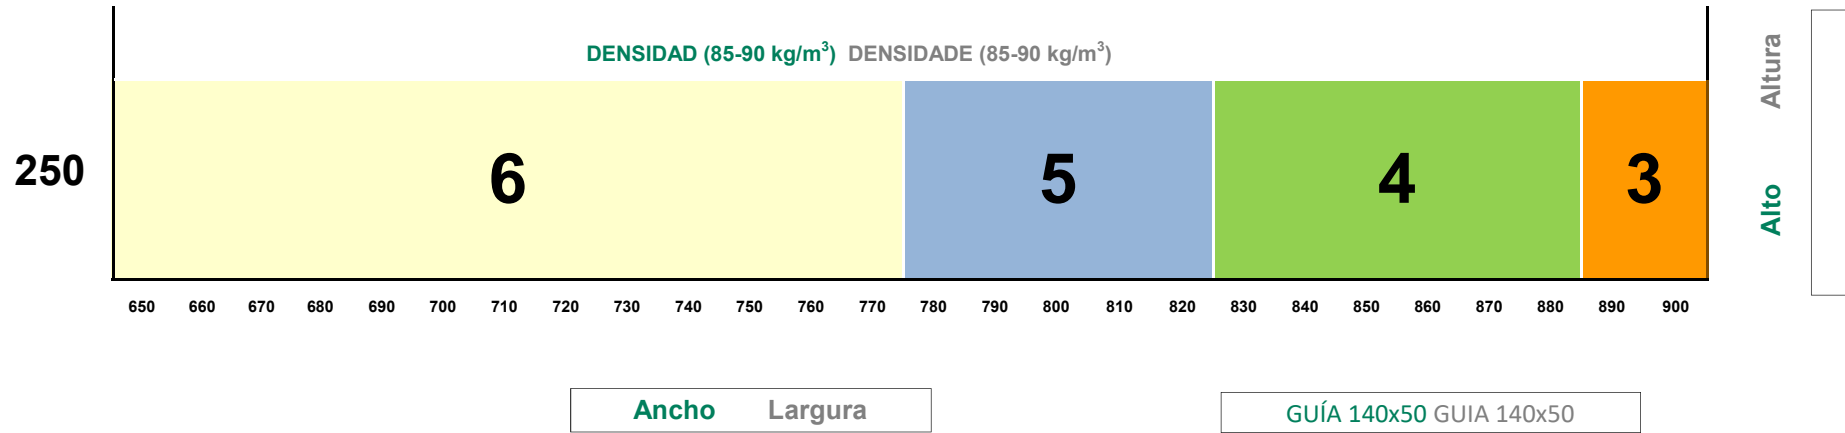 DENSIDAD (85-90 kg/m³) DENSIDADE (85-90 kg/m³)
Altura
Alto
250
6
5
4
3
650 660 670 680 690 700 710 720 730 740 750 760 770 780 790 800 810 820 830 840 850 860 870 880 890 900
Ancho Largura
GUÍA 140x50 GUIA 140x50